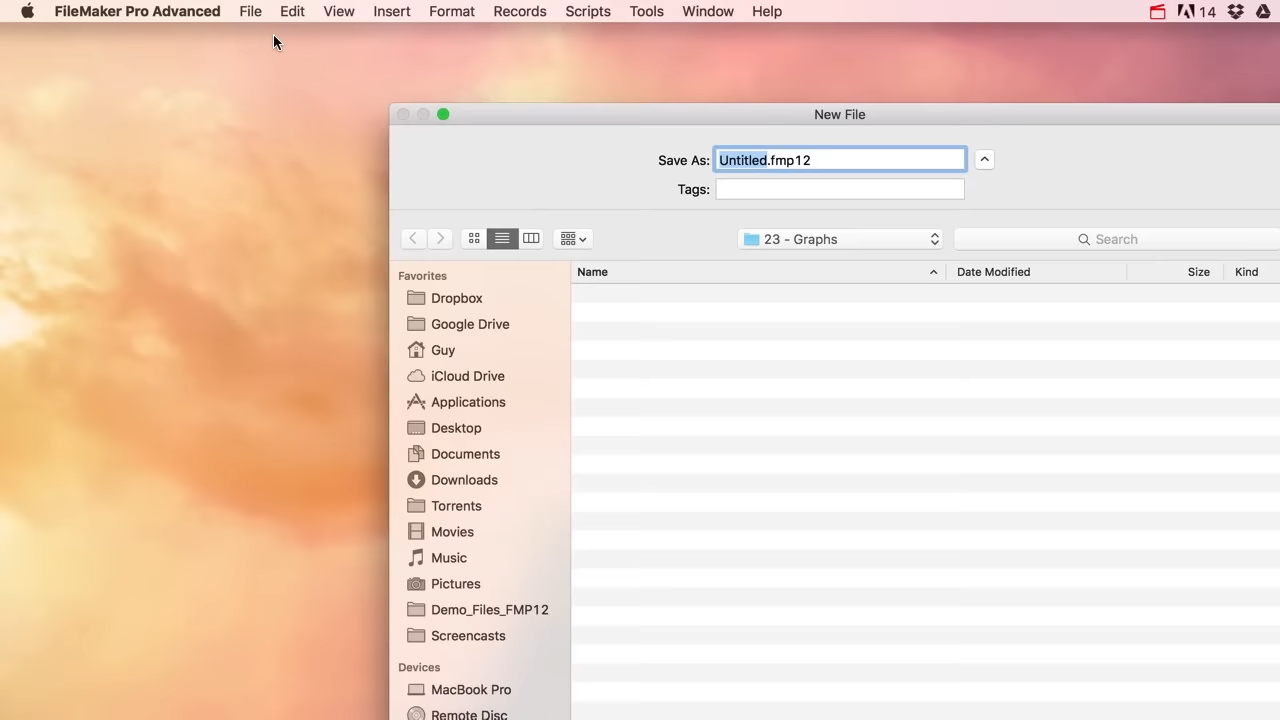 FileMaker Pro Advanced File Edit View Insert Format Records Scripts Tools Window Help 14
New File
Save As: Untitled.fmp12
Tags:
23 - Graphs Search
Name Date Modified Size Kind
Favorites
Dropbox
Google Drive
Guy
iCloud Drive
Applications
Desktop
Documents
Downloads
Torrents
Movies
Music
Pictures
Demo_Files_FMP12
Screencasts
Devices
MacBook Pro
Remote Disc